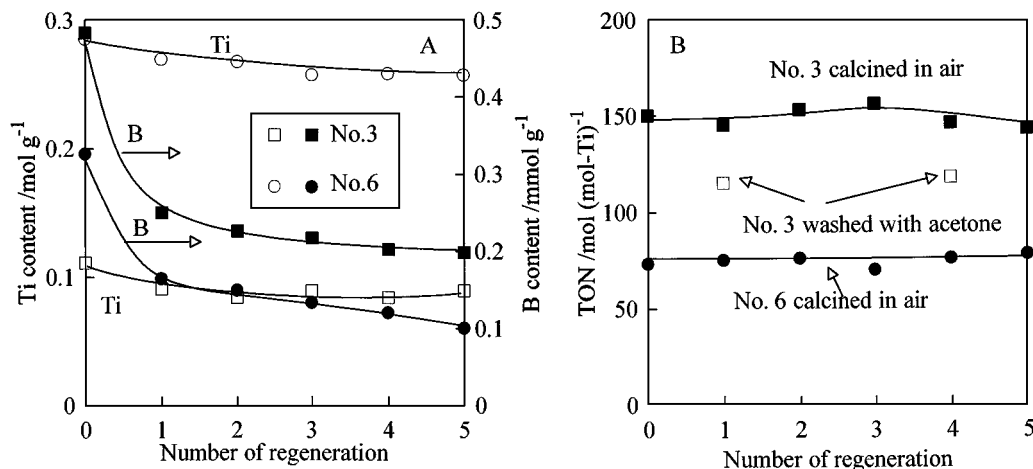 0.3
0.2
0.1
0
Ti content /mol g-1
0.5
0.4
0.3
0.2
0.1
0
B content /mmol g-1
Ti
A
B
B
Ti
No.3
No.6
0 1 2 3 4 5
Number of regeneration
200
150
100
50
0
TON /mol (mol-Ti)-1
B
No. 3 calcined in air
No. 3 washed with acetone
No. 6 calcined in air
0 1 2 3 4 5
Number of regeneration